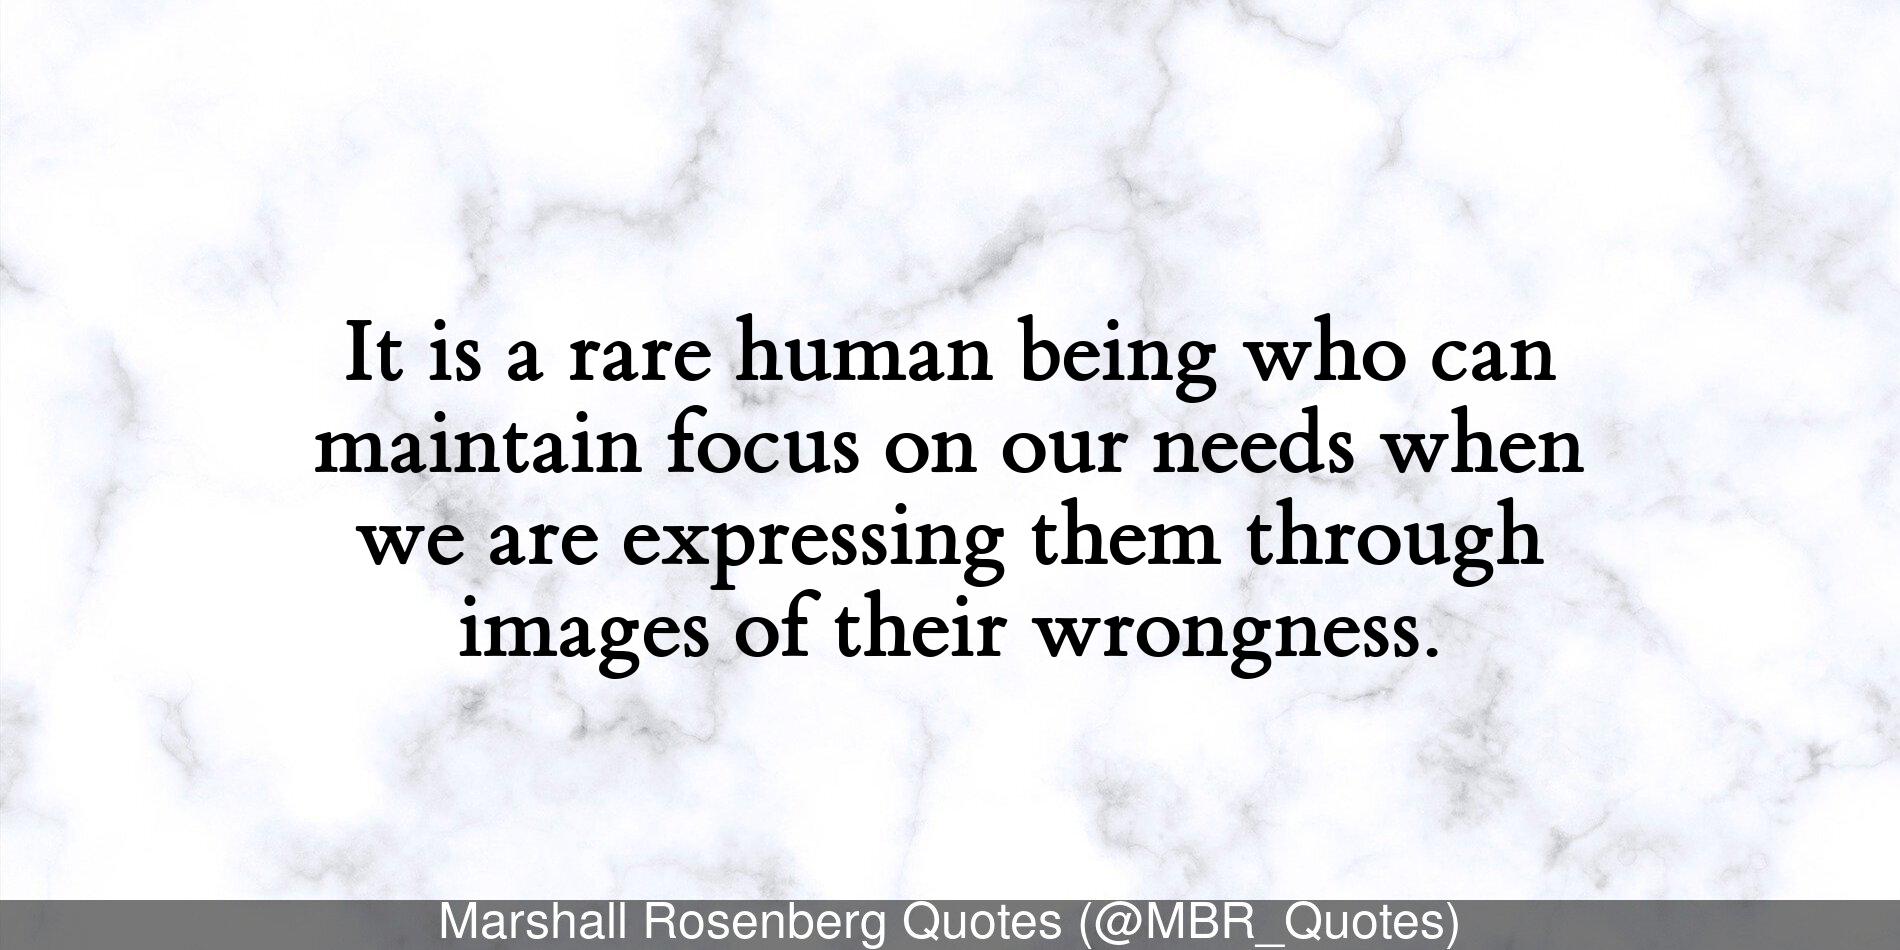 It is a rare human being who can
maintain focus on our needs when
we are expressing them through
images of their wrongness.
Marshall Rosenberg Quotes (@MBR_Quotes)